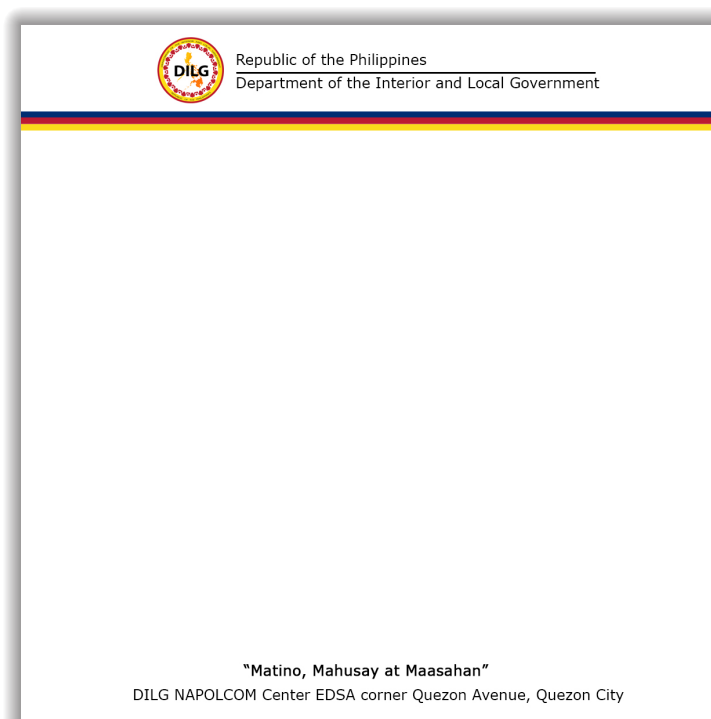 DILG
Republic of the Philippines
Department of the Interior and Local Government
“Matino, Mahusay at Maasahan”
DILG NAPOLCOM Center EDSA corner Quezon Avenue, Quezon City